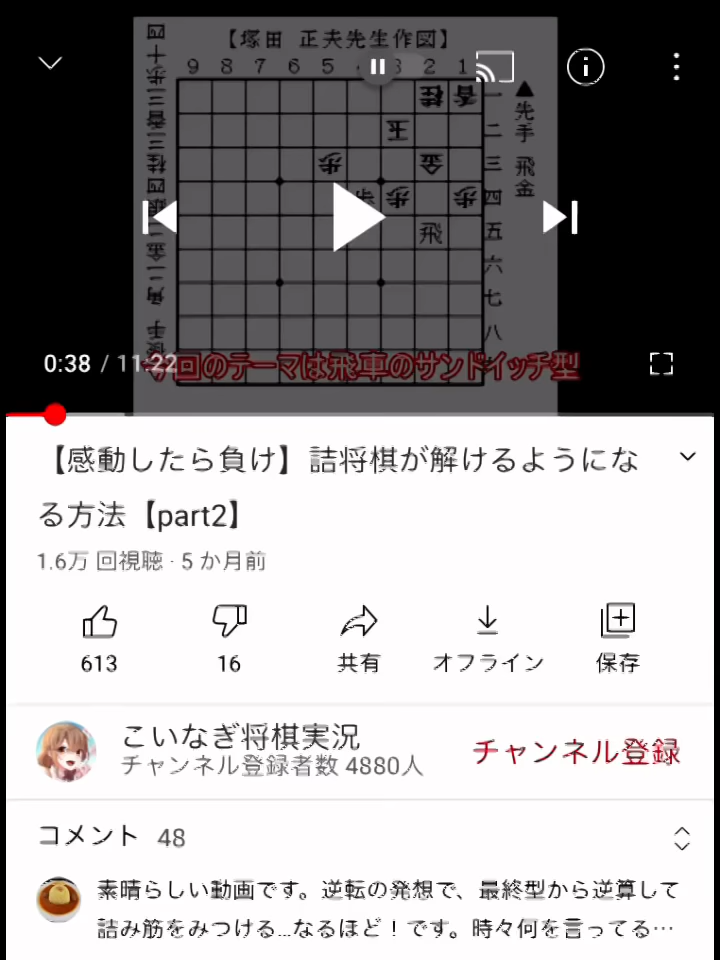 【塚田 正夫先生作図】
9 8 7 6 5 3 2 1
桂 香 一
▲先手 飛金
王 二
歩 金 三
歩 歩 歩 四
飛 五
六
七
八
0:38 / 11:22
今回のテーマは飛車のサンドイッチ型
【感動したら負け】詰将棋が解けるようにな
る方法【part2】
1.6万 回視聴 · 5 か月前
613 16 共有 オフライン 保存
こいなぎ将棋実況
チャンネル登録者数 4880人
チャンネル登録
コメント 48
素晴らしい動画です。逆転の発想で、最終型から逆算して
詰み筋をみつける…なるほど！です。時々何を言ってる…